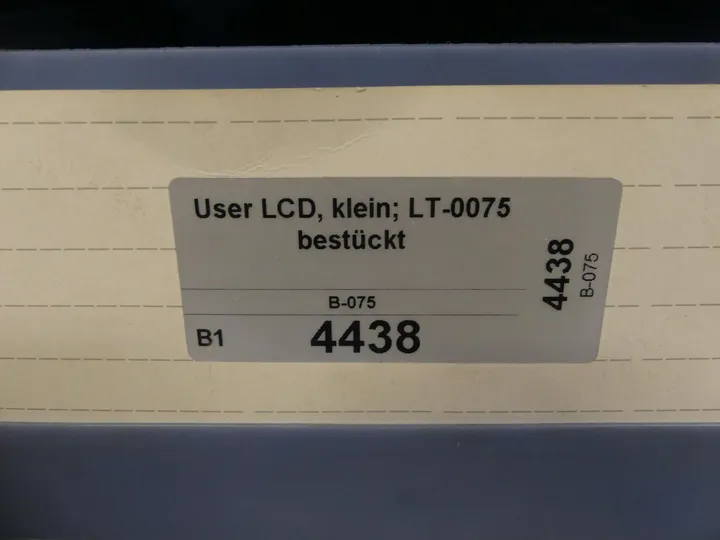 User LCD, klein; LT-0075
bestückt
B-075
B1 4438
4438
B-075